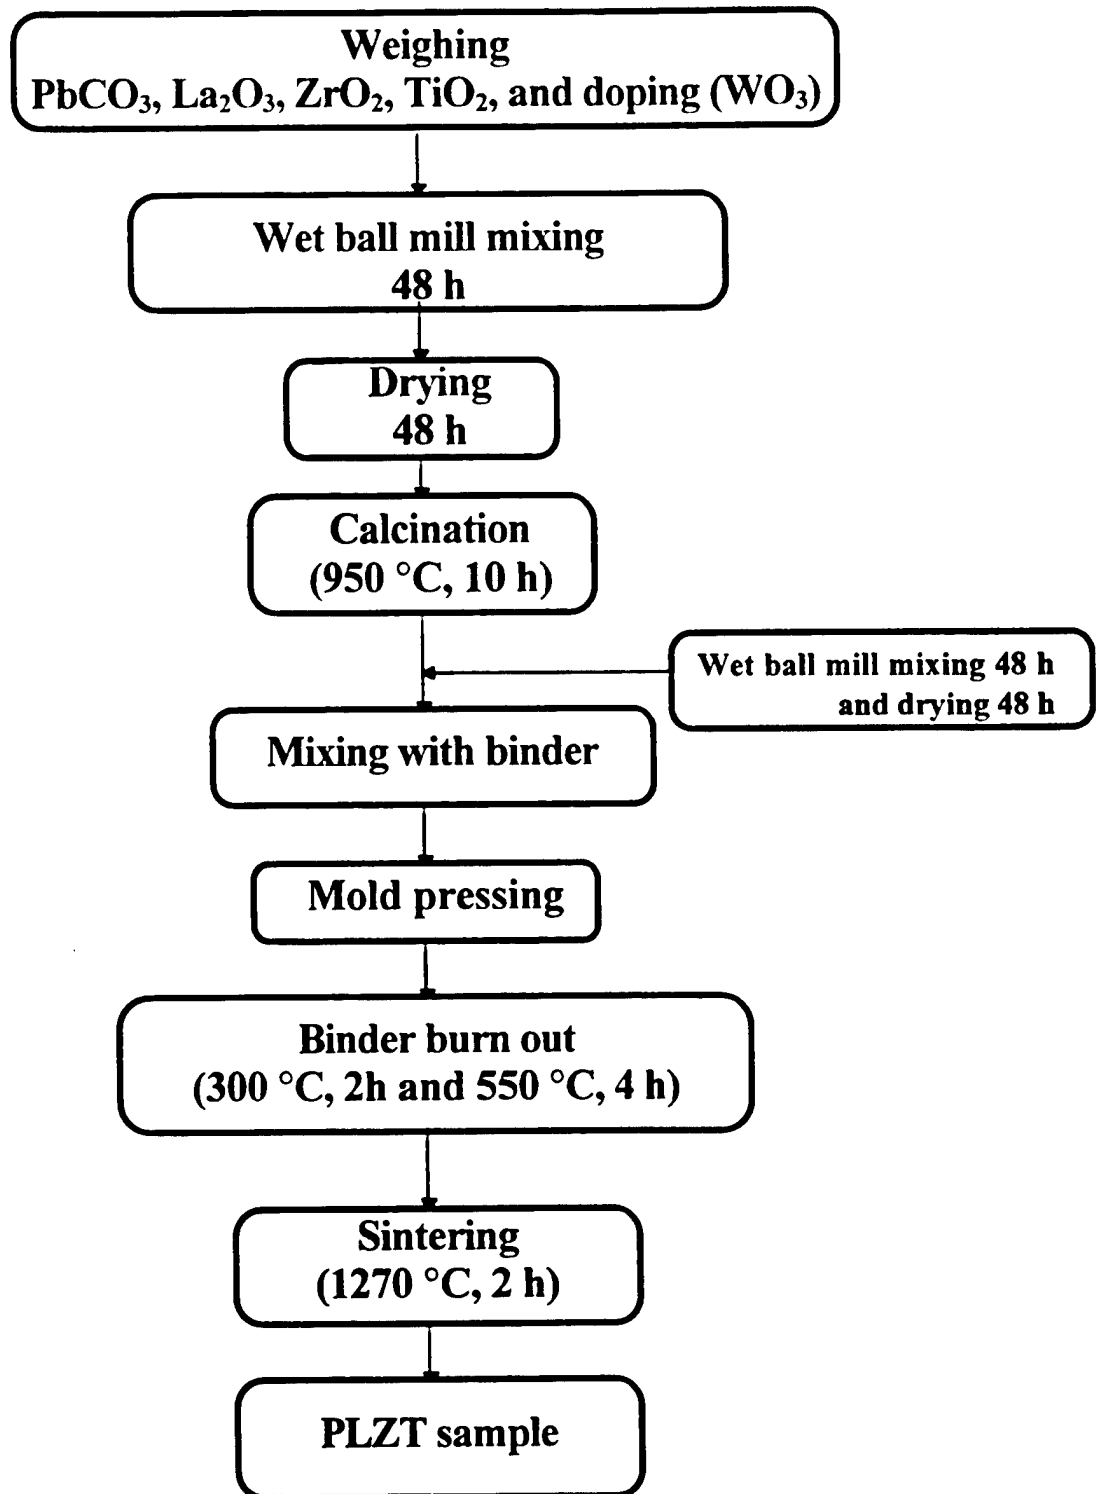 Weighing
PbCO₃, La₂O₃, ZrO₂, TiO₂, and doping (WO₃)
Wet ball mill mixing
48 h
Drying
48 h
Calcination
(950 °C, 10 h)
Wet ball mill mixing 48 h
and drying 48 h
Mixing with binder
Mold pressing
Binder burn out
(300 °C, 2h and 550 °C, 4 h)
Sintering
(1270 °C, 2 h)
PLZT sample